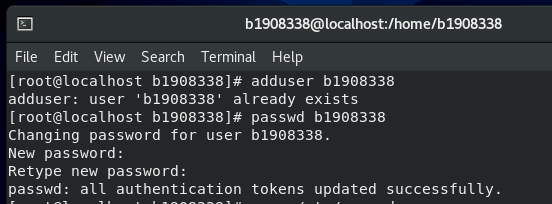 b1908338@localhost:/home/b1908338
File Edit View Search Terminal Help
[root@localhost b1908338]# adduser b1908338
adduser: user 'b1908338' already exists
[root@localhost b1908338]# passwd b1908338
Changing password for user b1908338.
New password:
Retype new password:
passwd: all authentication tokens updated successfully.